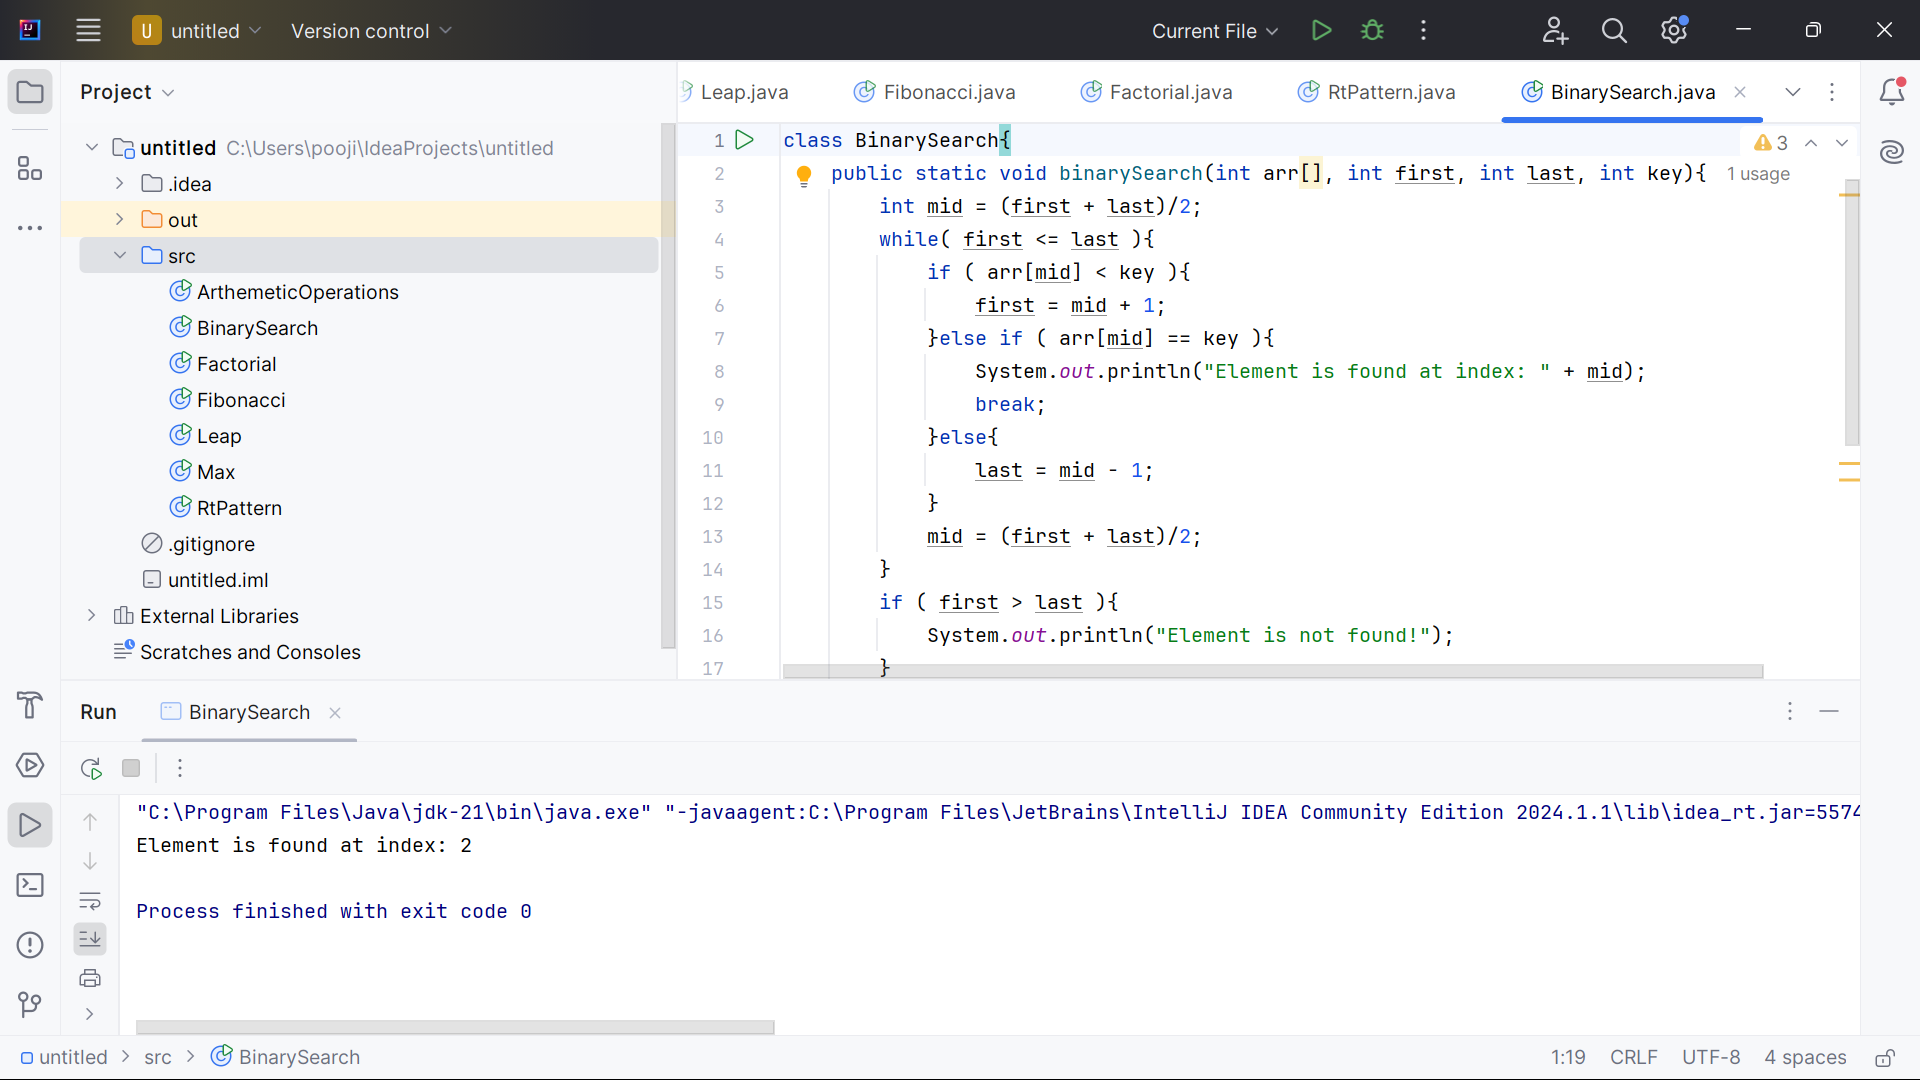 U untitled Version control Current File
Project
untitled C:\Users\pooji\IdeaProjects\untitled
.idea
out
src
ArthemeticOperations
BinarySearch
Factorial
Fibonacci
Leap
Max
RtPattern
.gitignore
untitled.iml
External Libraries
Scratches and Consoles
Leap.java Fibonacci.java Factorial.java RtPattern.java BinarySearch.java
3
1 class BinarySearch{
2 public static void binarySearch(int arr[], int first, int last, int key){ 1 usage
3 int mid = (first + last)/2;
4 while( first <= last ){
5 if ( arr[mid] < key ){
6 first = mid + 1;
7 }else if ( arr[mid] == key ){
8 System.out.println("Element is found at index: " + mid);
9 break;
10 }else{
11 last = mid - 1;
12 }
13 mid = (first + last)/2;
14 }
15 if ( first > last ){
16 System.out.println("Element is not found!");
17 }
Run BinarySearch
"C:\Program Files\Java\jdk-21\bin\java.exe" "-javaagent:C:\Program Files\JetBrains\IntelliJ IDEA Community Edition 2024.1.1\lib\idea_rt.jar=5574
Element is found at index: 2
Process finished with exit code 0
untitled > src > BinarySearch
1:19 CRLF UTF-8 4 spaces